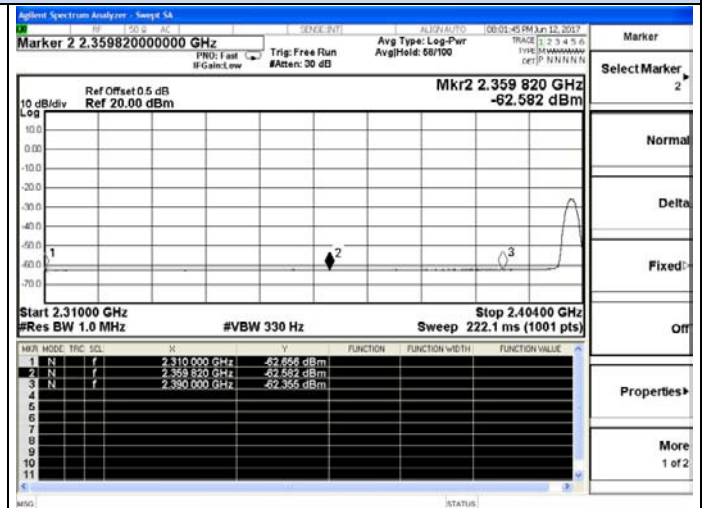 Agilent Spectrum Analyzer - Swept SA
RF 50 Ω AC SENSE:INT ALIGN AUTO 08:01:45 PM Jun 12, 2017
Marker 2 2.359820000000 GHz
PNO: Fast
IFGain:Low
Trig: Free Run
#Atten: 30 dB
Avg Type: Log-Pwr
Avg|Hold: 58/100
TRACE 1 2 3 4 5 6
TYPE M
DET P N N N N N
Ref Offset 0.5 dB
10 dB/div Ref 20.00 dBm
Log
Mkr2 2.359 820 GHz
-62.582 dBm
10.0
0.00
-10.0
-20.0
-30.0
-40.0
-50.0
-60.0
-70.0
1
2
3
Start 2.31000 GHz Stop 2.40400 GHz
#Res BW 1.0 MHz #VBW 330 Hz Sweep 222.1 ms (1001 pts)
MKR MODE TRC SCL X Y FUNCTION FUNCTION WIDTH FUNCTION VALUE
1 N f 2.310 000 GHz -62.656 dBm
2 N f 2.359 820 GHz -62.582 dBm
3 N f 2.390 000 GHz -62.355 dBm
4
5
6
7
8
9
10
11
MSG STATUS
Marker
Select Marker
2
Normal
Delta
Fixed
Off
Properties
More
1 of 2